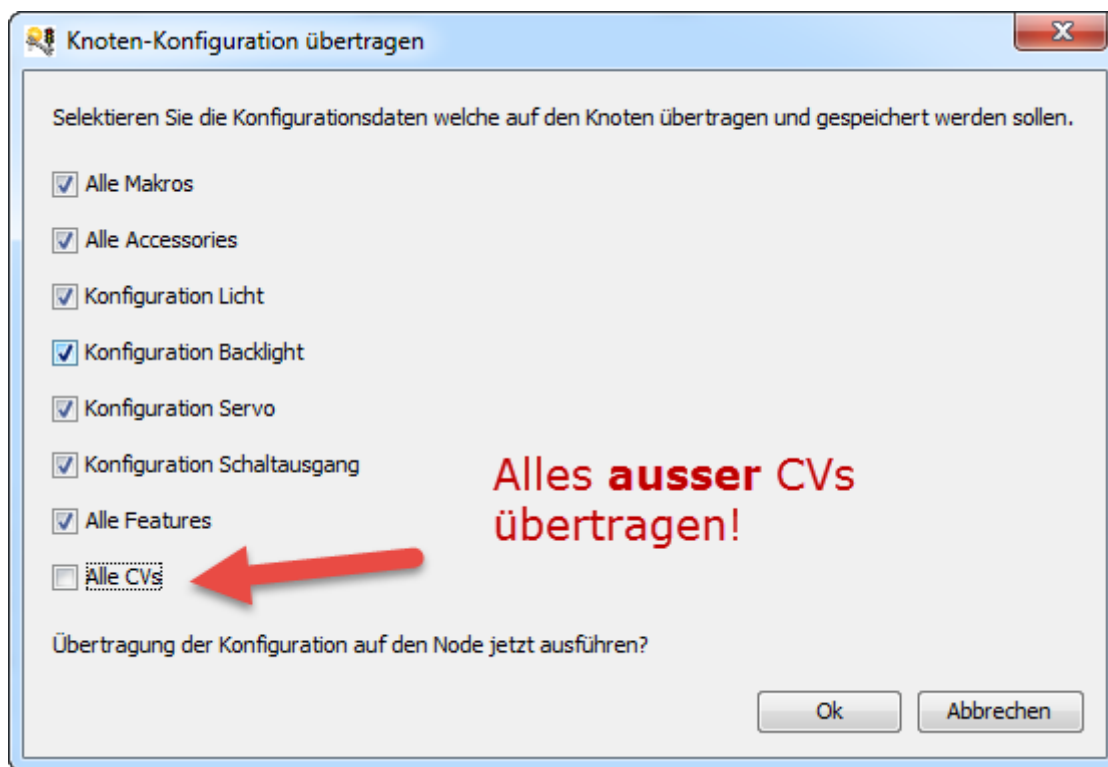 Knoten-Konfiguration übertragen
Selektieren Sie die Konfigurationsdaten welche auf den Knoten übertragen und gespeichert werden sollen.
Alle Makros
Alle Accessories
Konfiguration Licht
Konfiguration Backlight
Konfiguration Servo
Konfiguration Schaltausgang
Alles ausser CVs
übertragen!
Alle Features
Alle CVs
Übertragung der Konfiguration auf den Node jetzt ausführen?
Ok
Abbrechen